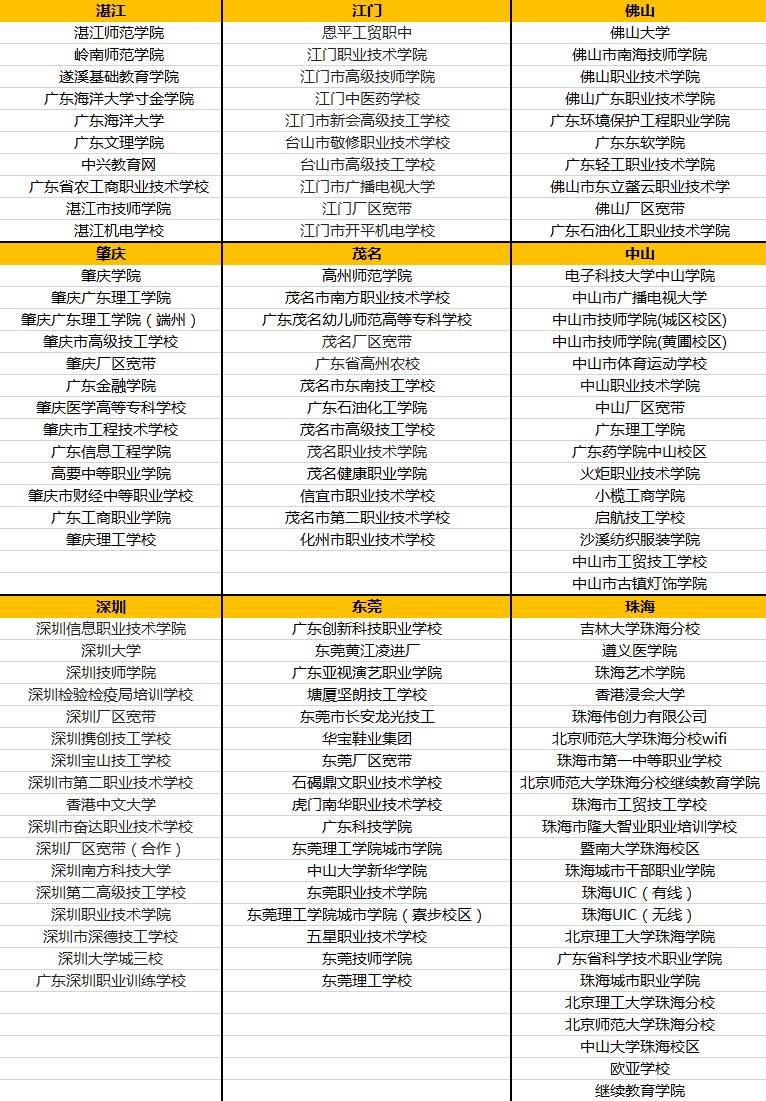 湛江 江门 佛山
湛江师范学院 恩平工贸职中 佛山大学
岭南师范学院 江门职业技术学院 佛山市南海技师学院
遂溪基础教育学院 江门市高级技师学院 佛山职业技术学院
广东海洋大学寸金学院 江门中医药学校 佛山广东职业技术学院
广东海洋大学 江门市新会高级技工学校 广东环境保护工程职业学院
广东文理学院 台山市敬修职业技术学校 广东东软学院
中兴教育网 台山市高级技工学校 广东轻工职业技术学院
广东省农工商职业技术学校 江门市广播电视大学 佛山市东立鳌云职业技术学
湛江市技师学院 江门厂区宽带 佛山厂区宽带
湛江机电学校 江门市开平机电学校 广东石油化工职业技术学院
肇庆 茂名 中山
肇庆学院 高州师范学院 电子科技大学中山学院
肇庆广东理工学院 茂名市南方职业技术学校 中山市广播电视大学
肇庆广东理工学院（端州） 广东茂名幼儿师范高等专科学校 中山市技师学院(城区校区)
肇庆市高级技工学校 茂名厂区宽带 中山市技师学院(黄圃校区)
肇庆厂区宽带 广东省高州农校 中山市体育运动学校
广东金融学院 茂名市东南技工学校 中山职业技术学院
肇庆医学高等专科学校 广东石油化工学院 中山厂区宽带
肇庆市工程技术学校 茂名市高级技工学校 广东理工学院
广东信息工程学院 茂名职业技术学院 广东药学院中山校区
高要中等职业学院 茂名健康职业学院 火炬职业技术学院
肇庆市财经中等职业学校 信宜市职业技术学校 小榄工商学院
广东工商职业学院 茂名市第二职业技术学校 启航技工学校
肇庆理工学校 化州市职业技术学校 沙溪纺织服装学院
中山市工贸技工学校
中山市古镇灯饰学院
深圳 东莞 珠海
深圳信息职业技术学院 广东创新科技职业学校 吉林大学珠海分校
深圳大学 东莞黄江凌进厂 遵义医学院
深圳技师学院 广东亚视演艺职业学院 珠海艺术学院
深圳检验检疫局培训学校 塘厦坚朗技工学校 香港浸会大学
深圳厂区宽带 东莞市长安龙光技工 珠海伟创力有限公司
深圳携创技工学校 华宝鞋业集团 北京师范大学珠海分校wifi
深圳宝山技工学校 东莞厂区宽带 珠海市第一中等职业学校
深圳市第二职业技术学校 石碣鼎文职业技术学校 北京师范大学珠海分校继续教育学院
香港中文大学 虎门南华职业技术学校 珠海市工贸技工学校
深圳市奋达职业技术学校 广东科技学院 珠海市隆大智业职业培训学校
深圳厂区宽带（合作） 东莞理工学院城市学院 暨南大学珠海校区
深圳南方科技大学 中山大学新华学院 珠海城市干部职业学院
深圳第二高级技工学校 东莞职业技术学院 珠海UIC（有线）
深圳职业技术学院 东莞理工学院城市学院（寮步校区） 珠海UIC（无线）
深圳市深德技工学校 五星职业技术学校 北京理工大学珠海学院
深圳大学城三校 东莞技师学院 广东省科学技术职业学院
广东深圳职业训练学校 东莞理工学校 珠海城市职业学院
北京理工大学珠海分校
北京师范大学珠海分校
中山大学珠海校区
欧亚学校
继续教育学院